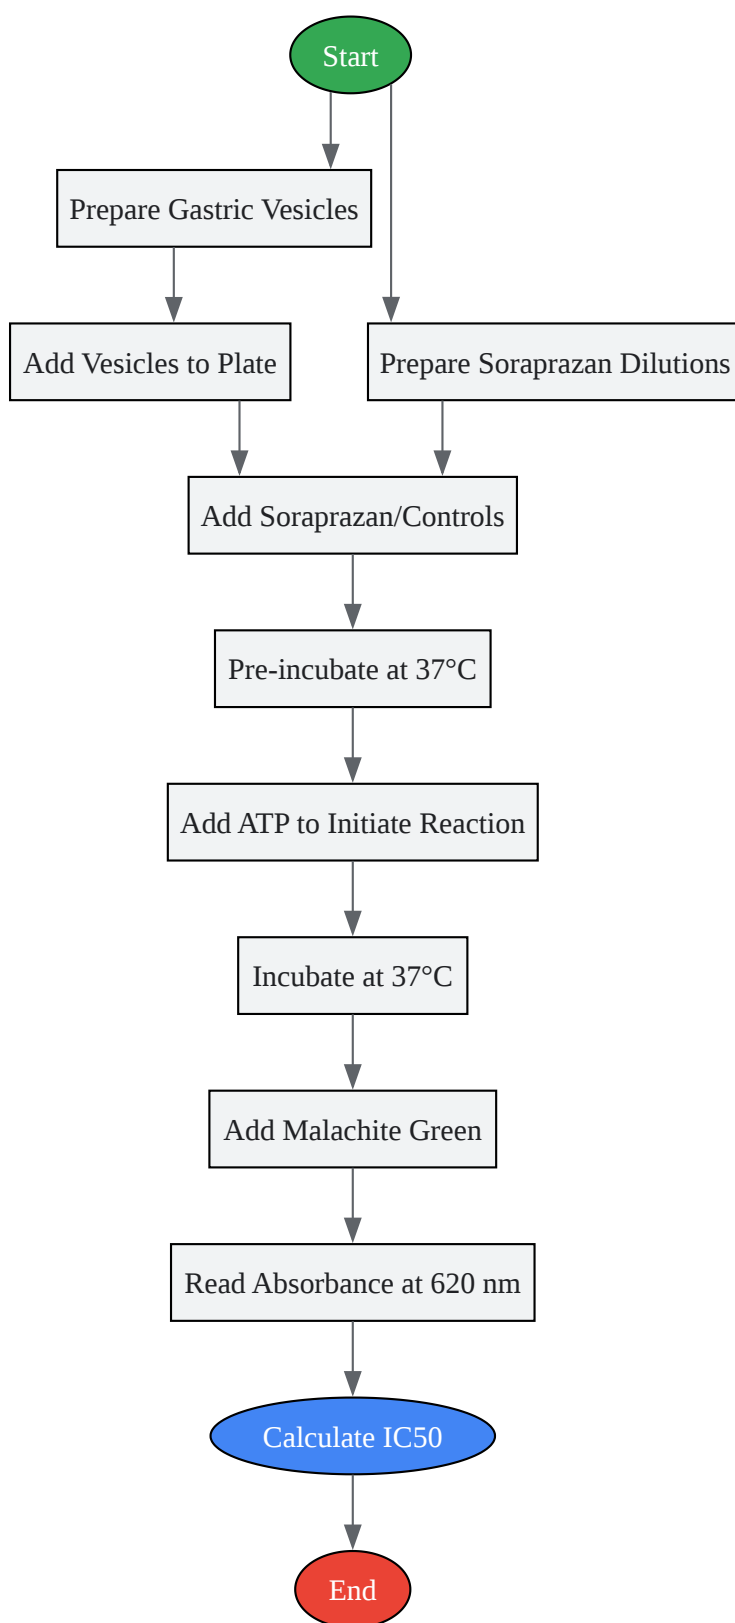 Start
Prepare Gastric Vesicles
Add Vesicles to Plate
Prepare Soraprazan Dilutions
Add Soraprazan/Controls
Pre-incubate at 37°C
Add ATP to Initiate Reaction
Incubate at 37°C
Add Malachite Green
Read Absorbance at 620 nm
Calculate IC50
End